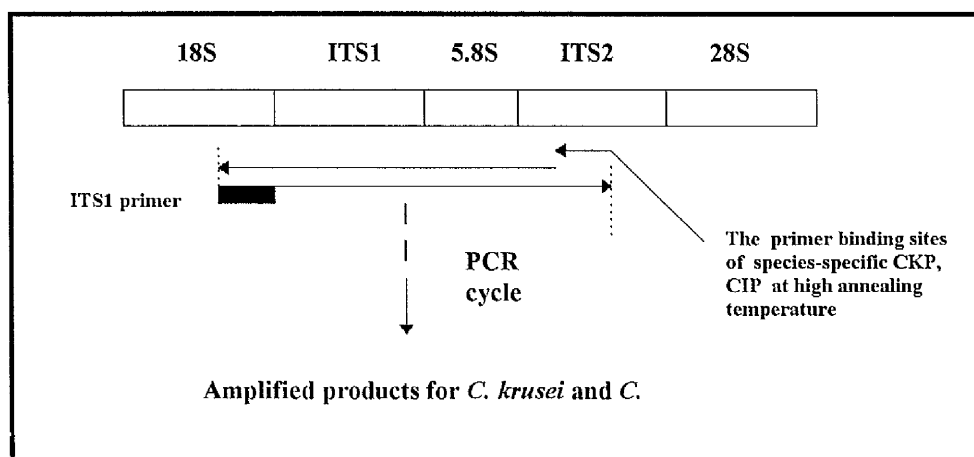 18S ITS1 5.8S ITS2 28S
ITS1 primer
PCR
cycle
The primer binding sites
of species-specific CKP,
CIP at high annealing
temperature
Amplified products for C. krusei and C.